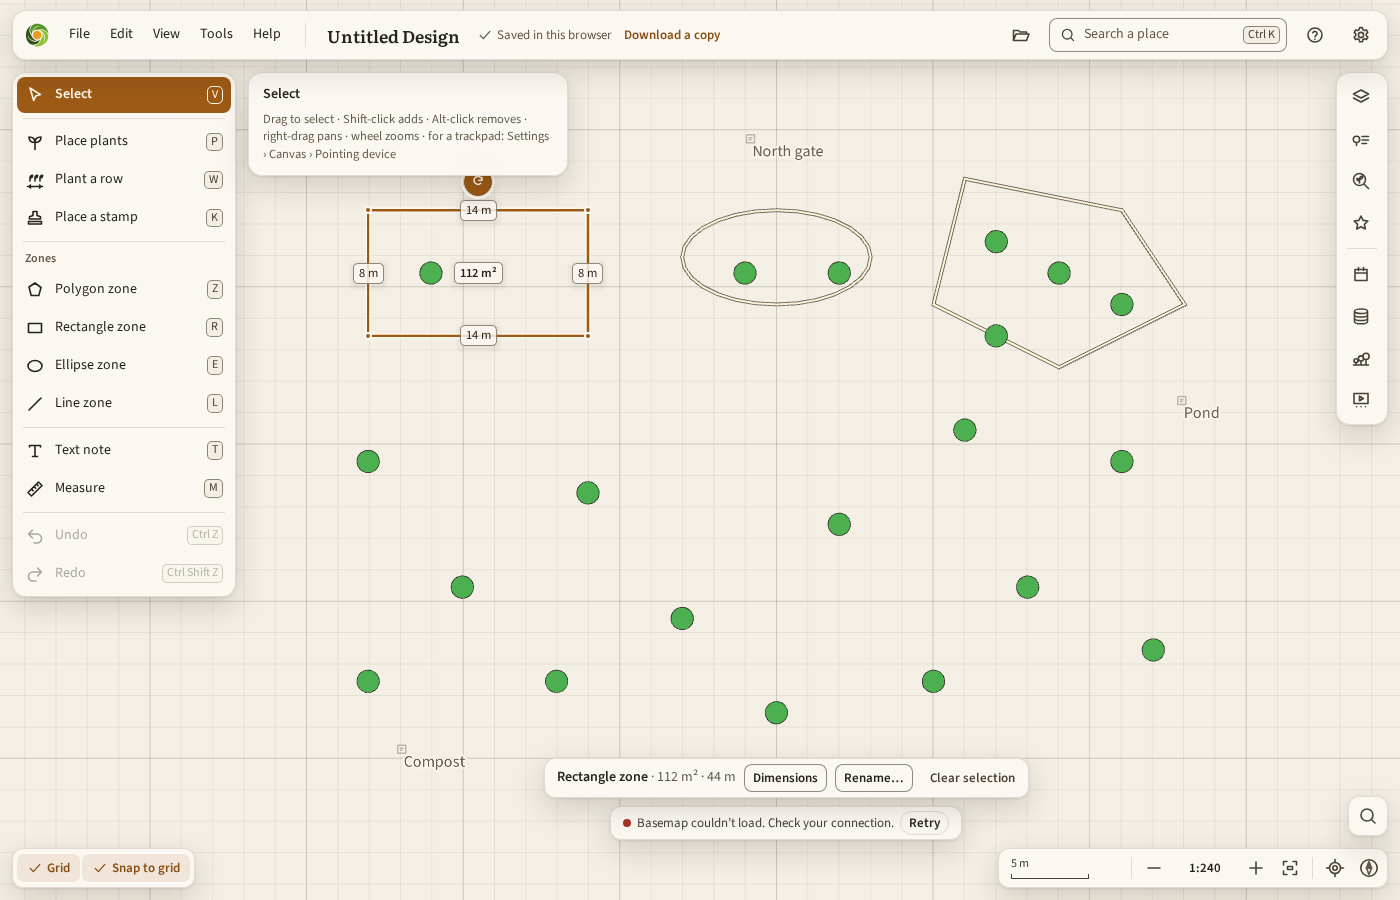 File Edit View Tools Help
Untitled Design
Saved in this browser Download a copy
Search a place Ctrl K
Select V
Place plants P
Plant a row W
Place a stamp K
Zones
Polygon zone Z
Rectangle zone R
Ellipse zone E
Line zone L
Text note T
Measure M
Undo Ctrl Z
Redo Ctrl Shift Z
Select
Drag to select · Shift-click adds · Alt-click removes ·
right-drag pans · wheel zooms · for a trackpad: Settings
› Canvas › Pointing device
North gate
14 m
8 m
112 m²
8 m
14 m
Pond
Compost
Rectangle zone · 112 m² · 44 m Dimensions Rename… Clear selection
Basemap couldn't load. Check your connection. Retry
Grid Snap to grid
5 m 1:240